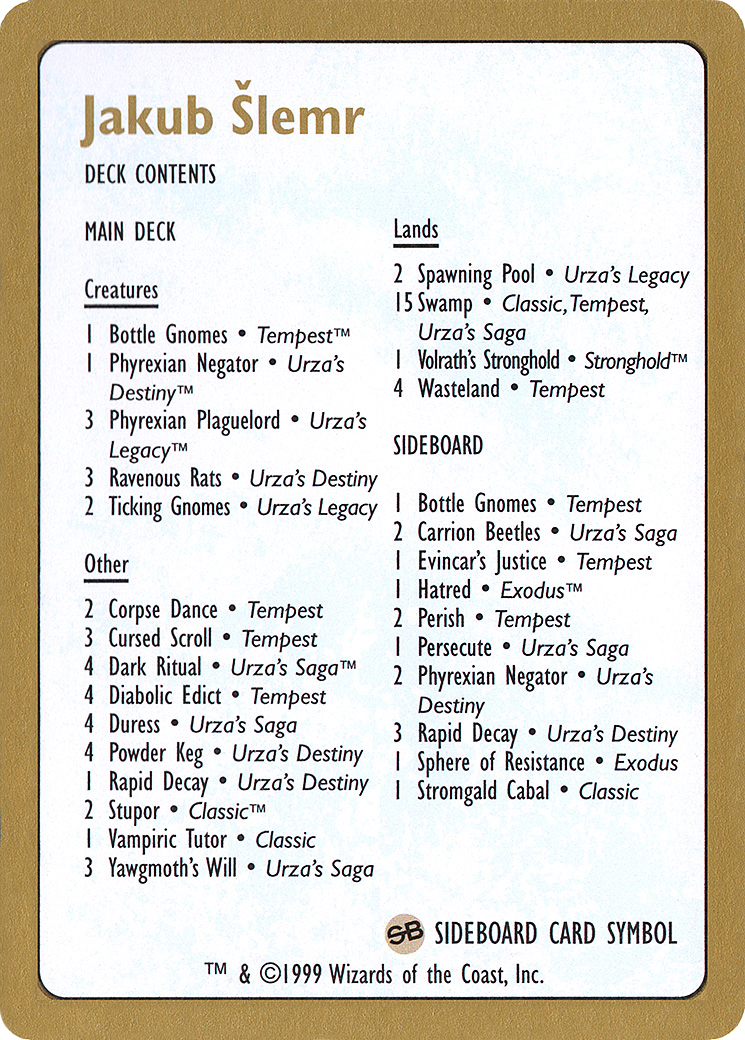 Jakub Šlemr
DECK CONTENTS
MAIN DECK
Creatures
1 Bottle Gnomes • Tempest™
1 Phyrexian Negator • Urza's
Destiny™
3 Phyrexian Plaguelord • Urza's
Legacy™
3 Ravenous Rats • Urza's Destiny
2 Ticking Gnomes • Urza's Legacy
Other
2 Corpse Dance • Tempest
3 Cursed Scroll • Tempest
4 Dark Ritual • Urza's Saga™
4 Diabolic Edict • Tempest
4 Duress • Urza's Saga
4 Powder Keg • Urza's Destiny
1 Rapid Decay • Urza's Destiny
2 Stupor • Classic™
1 Vampiric Tutor • Classic
3 Yawgmoth's Will • Urza's Saga
Lands
2 Spawning Pool • Urza's Legacy
15 Swamp • Classic, Tempest,
Urza's Saga
1 Volrath's Stronghold • Stronghold™
4 Wasteland • Tempest
SIDEBOARD
1 Bottle Gnomes • Tempest
2 Carrion Beetles • Urza's Saga
1 Evincar's Justice • Tempest
1 Hatred • Exodus™
2 Perish • Tempest
1 Persecute • Urza's Saga
2 Phyrexian Negator • Urza's
Destiny
3 Rapid Decay • Urza's Destiny
1 Sphere of Resistance • Exodus
1 Stromgald Cabal • Classic
SB SIDEBOARD CARD SYMBOL
™ & ©1999 Wizards of the Coast, Inc.